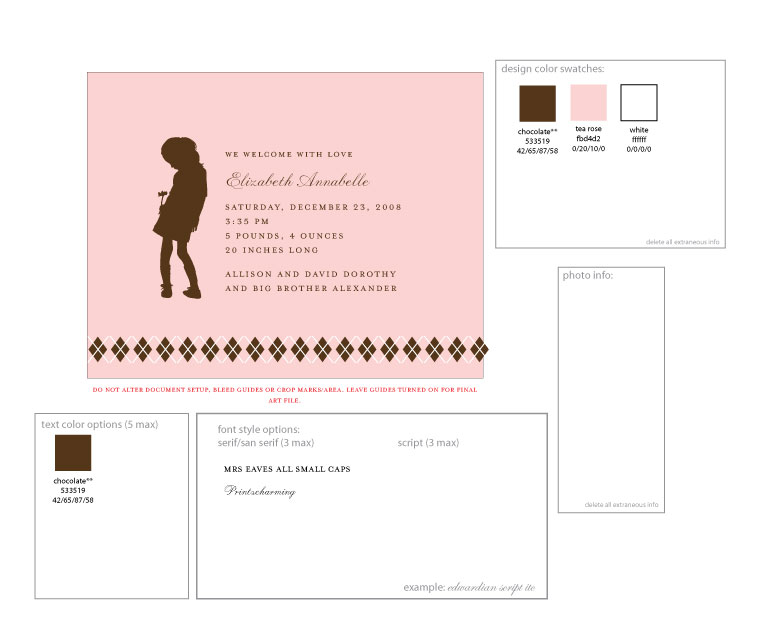 WE WELCOME WITH LOVE
Elizabeth Annabelle
SATURDAY, DECEMBER 23, 2008
3:35 PM
5 POUNDS, 4 OUNCES
20 INCHES LONG
ALLISON AND DAVID DOROTHY
AND BIG BROTHER ALEXANDER
DO NOT ALTER DOCUMENT SETUP, BLEED GUIDES OR CROP MARKS/AREA. LEAVE GUIDES TURNED ON FOR FINAL
ART FILE.
design color swatches:
chocolate**
533519
42/65/87/58
tea rose
fbd4d2
0/20/10/0
white
ffffff
0/0/0/0
delete all extraneous info
photo info:
delete all extraneous info
text color options (5 max)
chocolate**
533519
42/65/87/58
font style options:
serif/san serif (3 max)
script (3 max)
MRS EAVES ALL SMALL CAPS
Printscharming
example: edwardian script itc